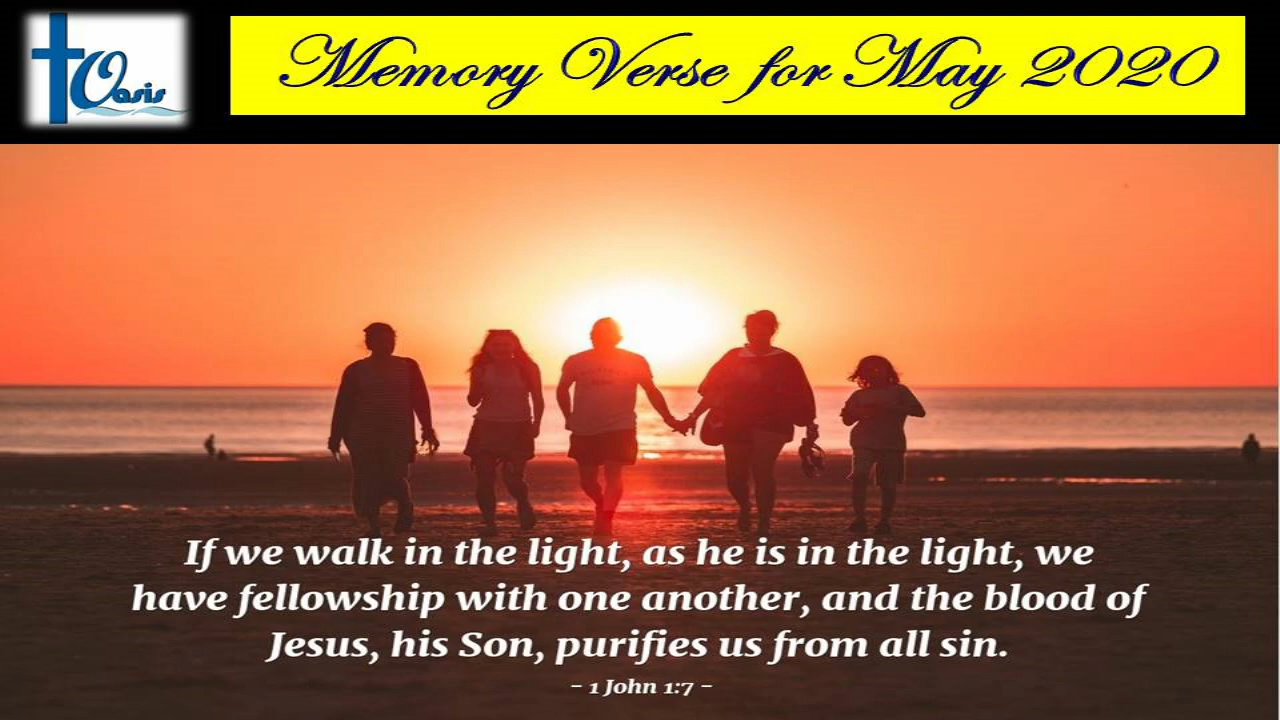 Oasis
Memory Verse for May 2020
If we walk in the light, as he is in the light, we
have fellowship with one another, and the blood of
Jesus, his Son, purifies us from all sin.
- 1 John 1:7 -